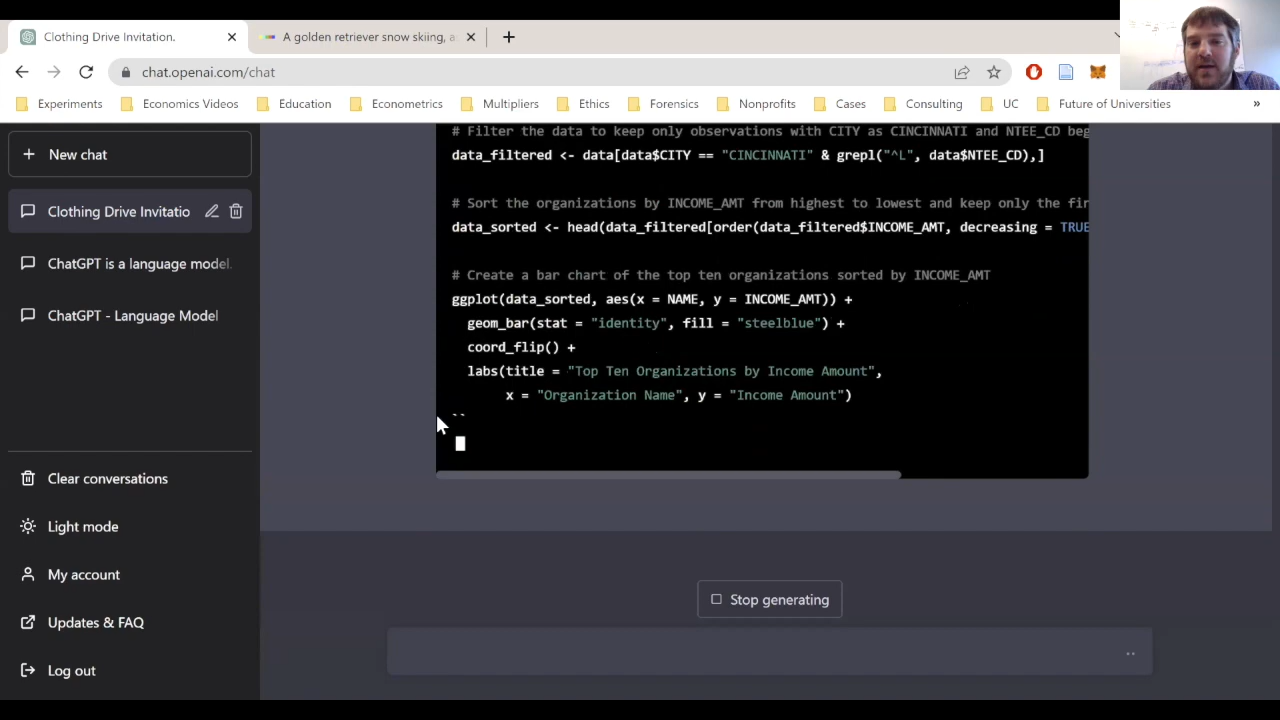 Clothing Drive Invitation.
A golden retriever snow skiing, a
chat.openai.com/chat
Experiments
Economics Videos
Education
Econometrics
Multipliers
Ethics
Forensics
Nonprofits
Cases
Consulting
UC
Future of Universities
»
New chat
Clothing Drive Invitatio
ChatGPT is a language model.
ChatGPT - Language Model
Clear conversations
Light mode
My account
Updates & FAQ
Log out
# Filter the data to keep only observations with CITY as CINCINNATI and NTEE_CD beg
data_filtered <- data[data$CITY == "CINCINNATI" & grepl("^L", data$NTEE_CD),]
# Sort the organizations by INCOME_AMT from highest to lowest and keep only the fir
data_sorted <- head(data_filtered[order(data_filtered$INCOME_AMT, decreasing = TRUE
# Create a bar chart of the top ten organizations sorted by INCOME_AMT
ggplot(data_sorted, aes(x = NAME, y = INCOME_AMT)) +
geom_bar(stat = "identity", fill = "steelblue") +
coord_flip() +
labs(title = "Top Ten Organizations by Income Amount",
x = "Organization Name", y = "Income Amount")
``
Stop generating